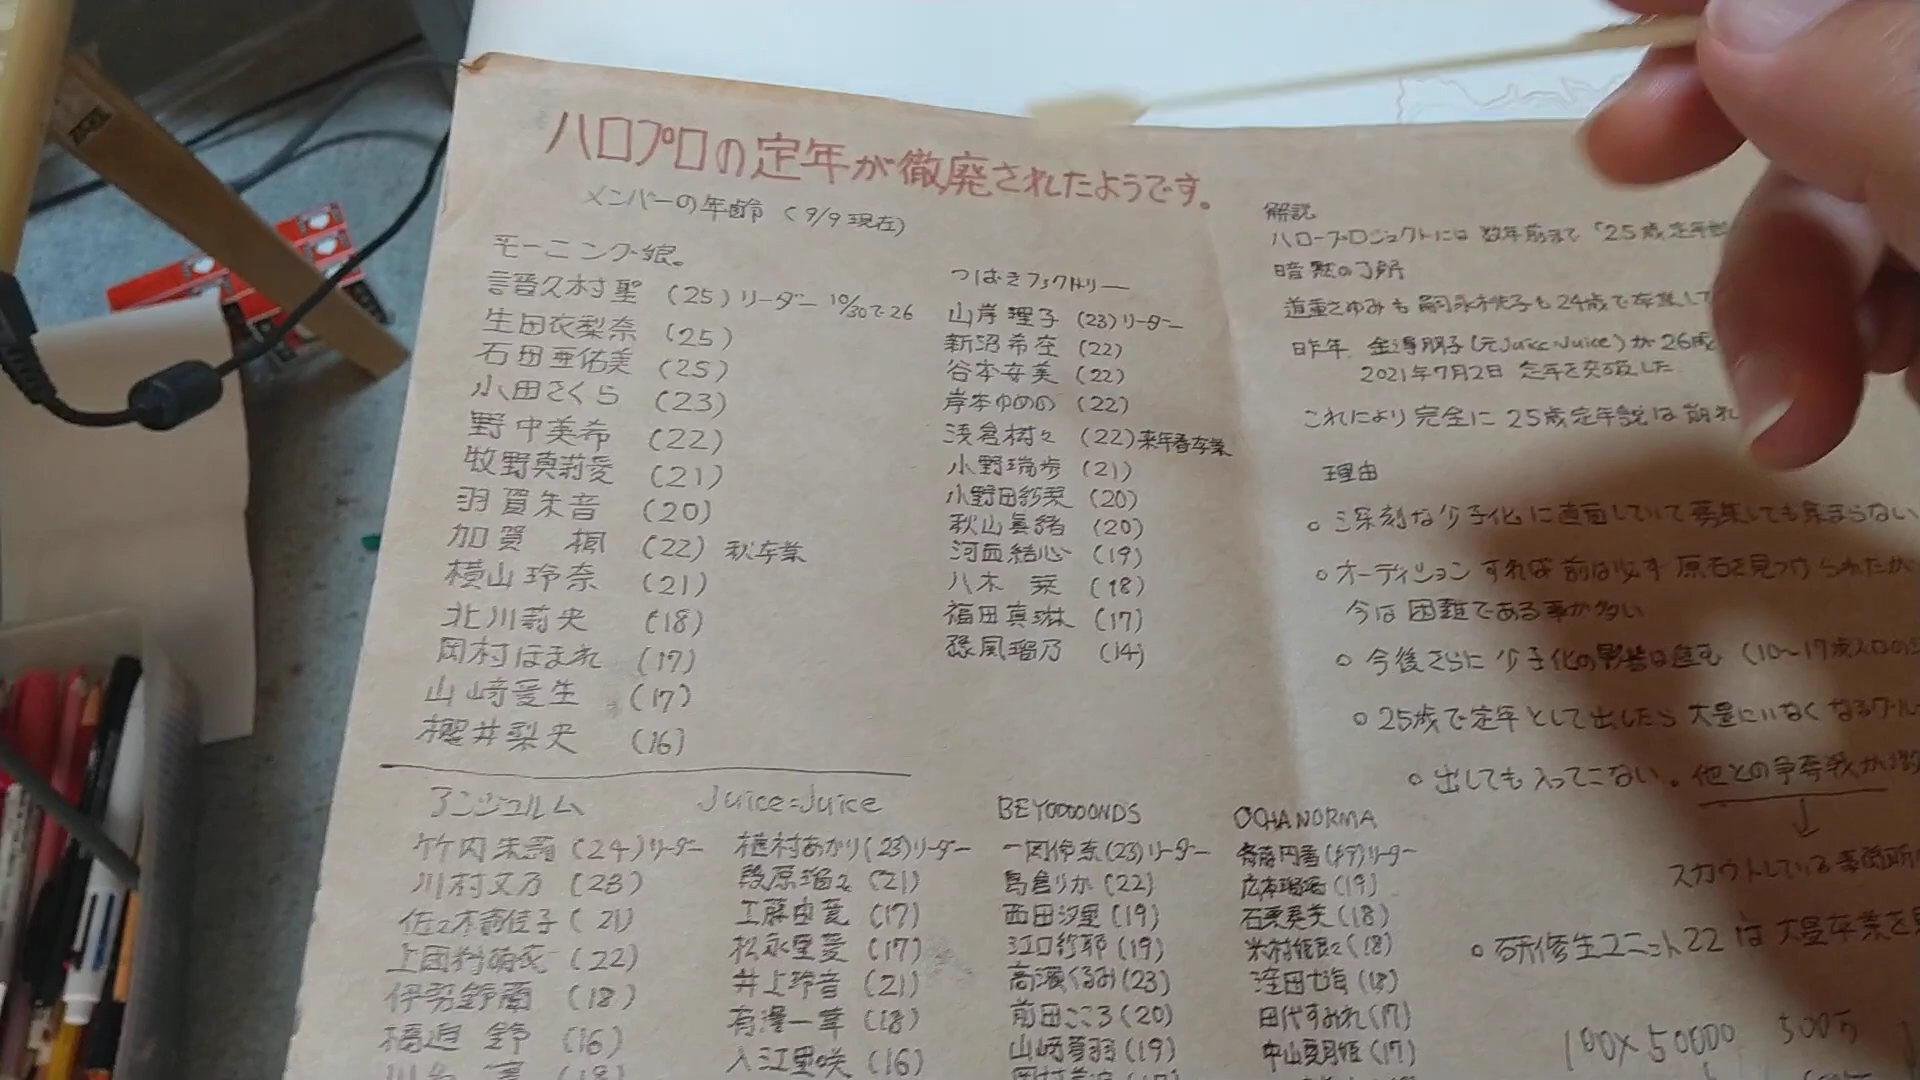 ハロプロの定年が徹廃されたようです。
メンバーの年齢 (9/9現在)
モーニング娘。
譜久村聖 (25) リーダー 10/30で26
生田衣梨奈 (25)
石田亜佑美 (25)
小田さくら (23)
野中美希 (22)
牧野真莉愛 (21)
羽賀朱音 (20)
加賀 楓 (22) 秋卒業
横山玲奈 (21)
北川莉央 (18)
岡村ほまれ (17)
山﨑愛生 (17)
櫻井梨央 (16)
つばきファクトリー
山岸理子 (23)リーダー
新沼希空 (22)
谷本安美 (22)
岸本ゆめの (22)
浅倉樹々 (22)来年春卒業
小野瑞歩 (21)
小野田紗栞 (20)
秋山眞緒 (20)
河西結心 (19)
八木 栞 (18)
福田真琳 (17)
豫風瑠乃 (14)
解説
ハロープロジェクトには 数年前まで「25歳定年
暗黙の了解
道重さゆみも 嗣永桃子も24歳で卒業して
昨年 金澤朋子(元Juice=Juice)が26歳
2021年7月2日 定年を突破した
これにより完全に 25歳定年説は崩れ
理由
○ 深刻な少子化に直面していて 募集しても集まらない
○ オーディションすれば前は必ず 原石を見つけられたが
今は困難である事が多い
○ 今後さらに 少子化の影響は進む (10〜17歳人口の
○ 25歳で定年として出したら 大量にいなくなるグル
○ 出しても入ってこない。他との争奪戦が激
↓
スカウトしている事務所
○ 研修生ユニット22 は 大量卒業を見
100×50000 500万
アンジュルム
竹内朱莉 (24)リーダー
川村文乃 (23)
佐々木莉佳子 (21)
上國料萌衣 (22)
伊勢鈴蘭 (18)
橋迫 鈴 (16)
Juice=Juice
植村あかり(23)リーダー
段原瑠々 (21)
工藤由愛 (17)
松永里愛 (17)
井上玲音 (21)
有澤一華 (18)
入江里咲 (16)
BEYOOOOONDS
一岡伶奈(23)リーダー
島倉りか (22)
西田汐里 (19)
江口紗耶 (19)
高瀬くるみ(23)
前田こころ (20)
山﨑夢羽 (19)
OCHA NORMA
斉藤円香 リーダー
広本瑠璃 (19)
石栗奏美 (18)
米村姫良々 (18)
窪田七海 (18)
田代すみれ (17)
中山夏月姫 (17)